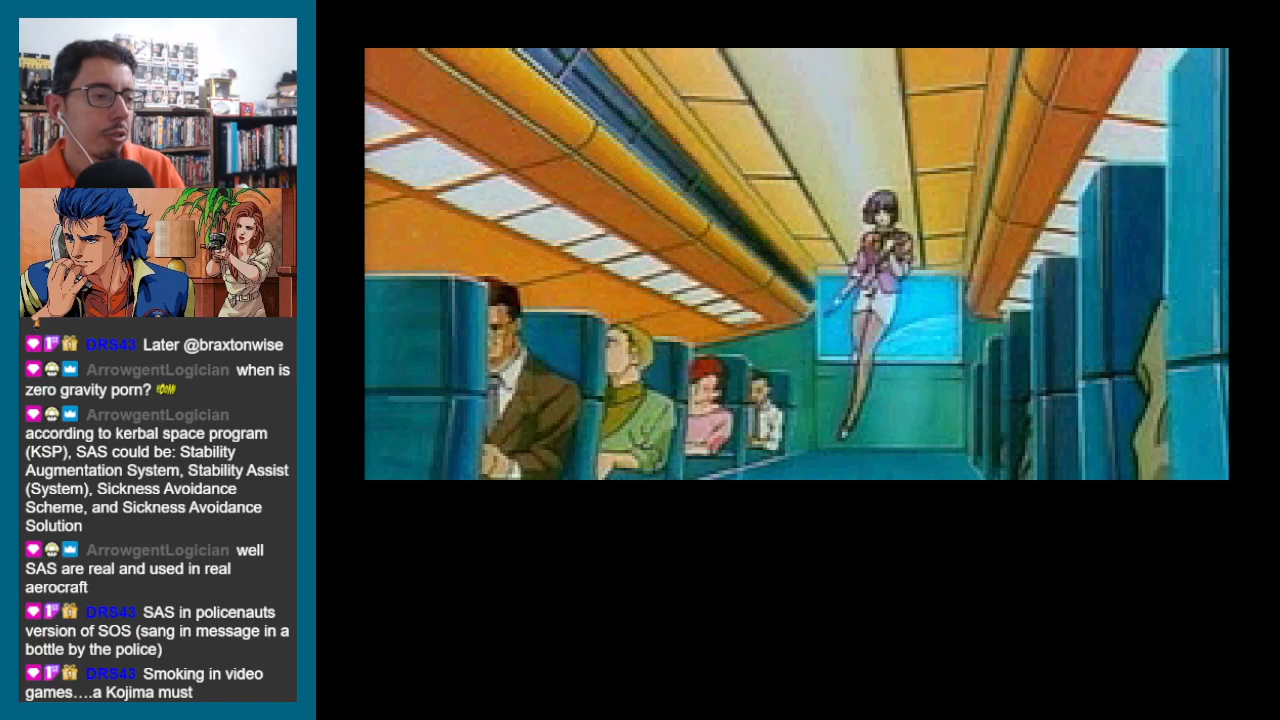 DRS43 Later @braxtonwise
ArrowgentLogician when is
zero gravity porn?
ArrowgentLogician
according to kerbal space program
(KSP), SAS could be: Stability
Augmentation System, Stability Assist
(System), Sickness Avoidance
Scheme, and Sickness Avoidance
Solution
ArrowgentLogician well
SAS are real and used in real
aerocraft
DRS43 SAS in policenauts
version of SOS (sang in message in a
bottle by the police)
DRS43 Smoking in video
games....a Kojima must